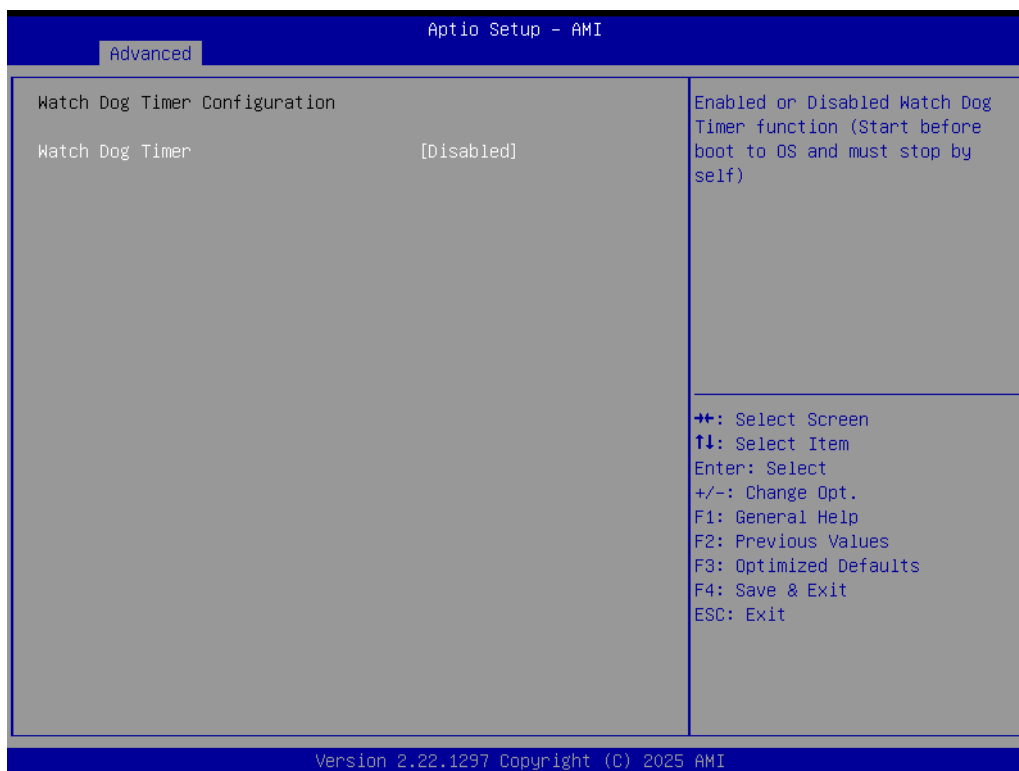 Aptio Setup – AMI
Advanced
Watch Dog Timer Configuration
Watch Dog Timer [Disabled]
Enabled or Disabled Watch Dog
Timer function (Start before
boot to OS and must stop by
self)
→←: Select Screen
↑↓: Select Item
Enter: Select
+/-: Change Opt.
F1: General Help
F2: Previous Values
F3: Optimized Defaults
F4: Save & Exit
ESC: Exit
Version 2.22.1297 Copyright (C) 2025 AMI